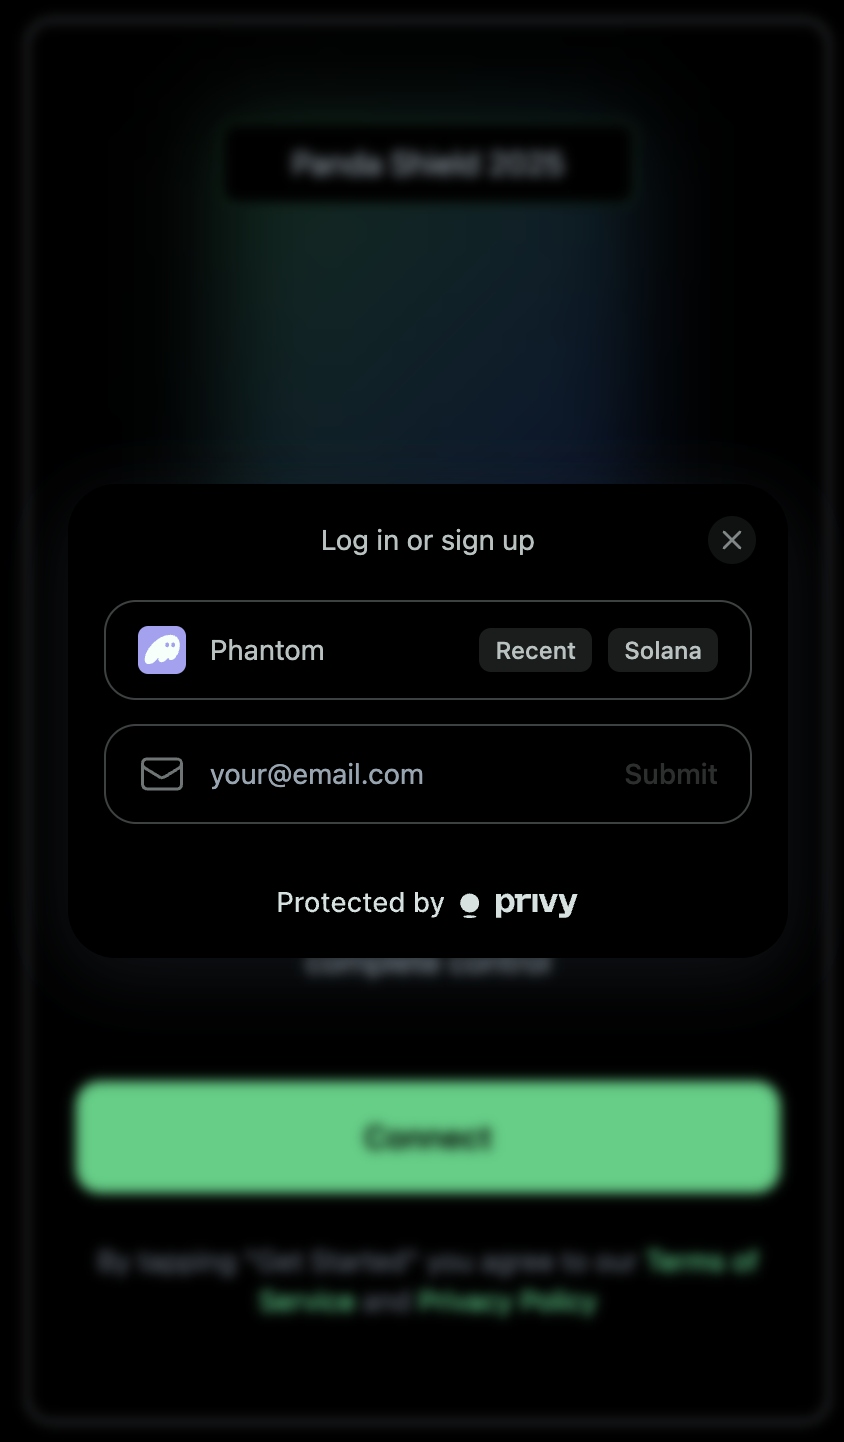 Panda Shield 2025
Log in or sign up
Phantom Recent Solana
your@email.com Submit
Protected by privy
complete control
Connect
By tapping "Get Started" you agree to our Terms of
Service and Privacy Policy